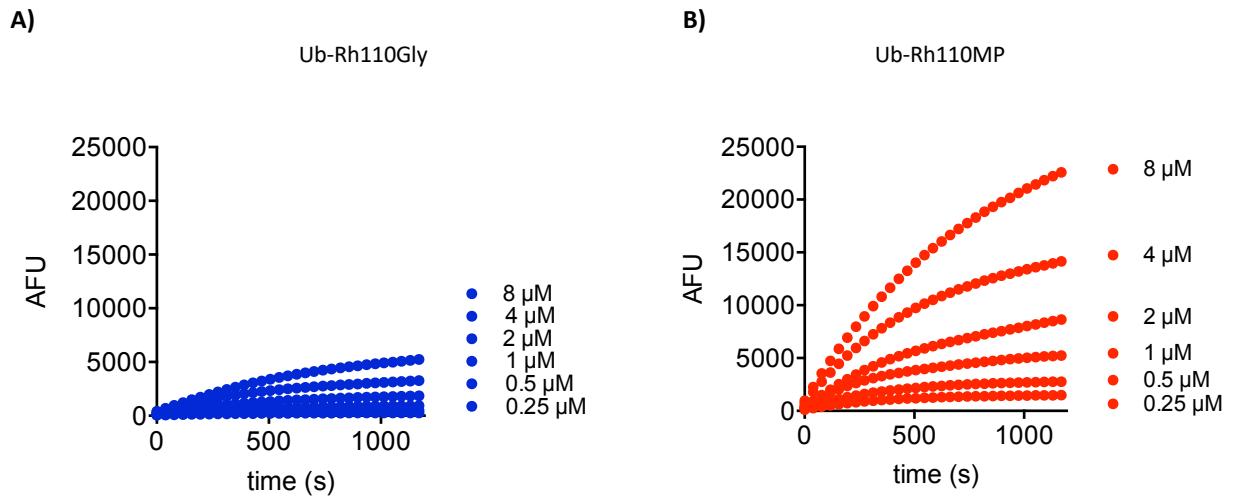 A)
Ub-Rh110Gly
25000
20000
15000
10000
5000
0
AFU
0 500 1000
time (s)
8 µM
4 µM
2 µM
1 µM
0.5 µM
0.25 µM
B)
Ub-Rh110MP
25000
20000
15000
10000
5000
0
AFU
0 500 1000
time (s)
8 µM
4 µM
2 µM
1 µM
0.5 µM
0.25 µM